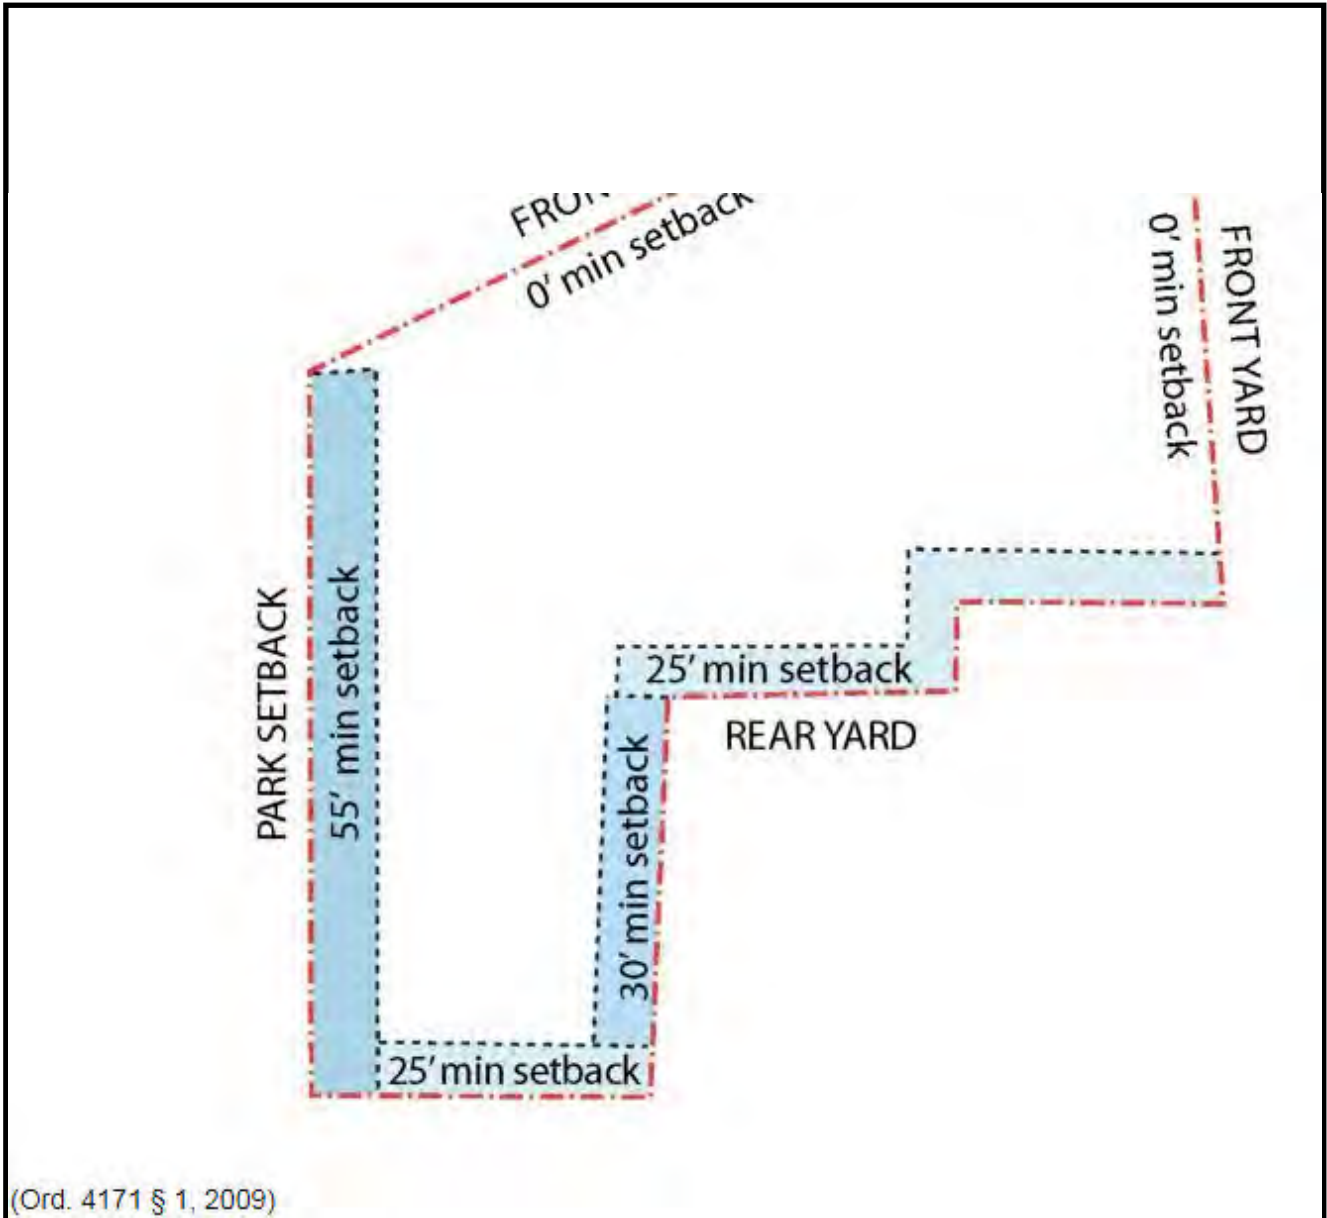 0' min setback
0' min setback
FRONT YARD
PARK SETBACK
55' min setback
25' min setback
REAR YARD
30' min setback
25' min setback
(Ord. 4171 § 1, 2009)